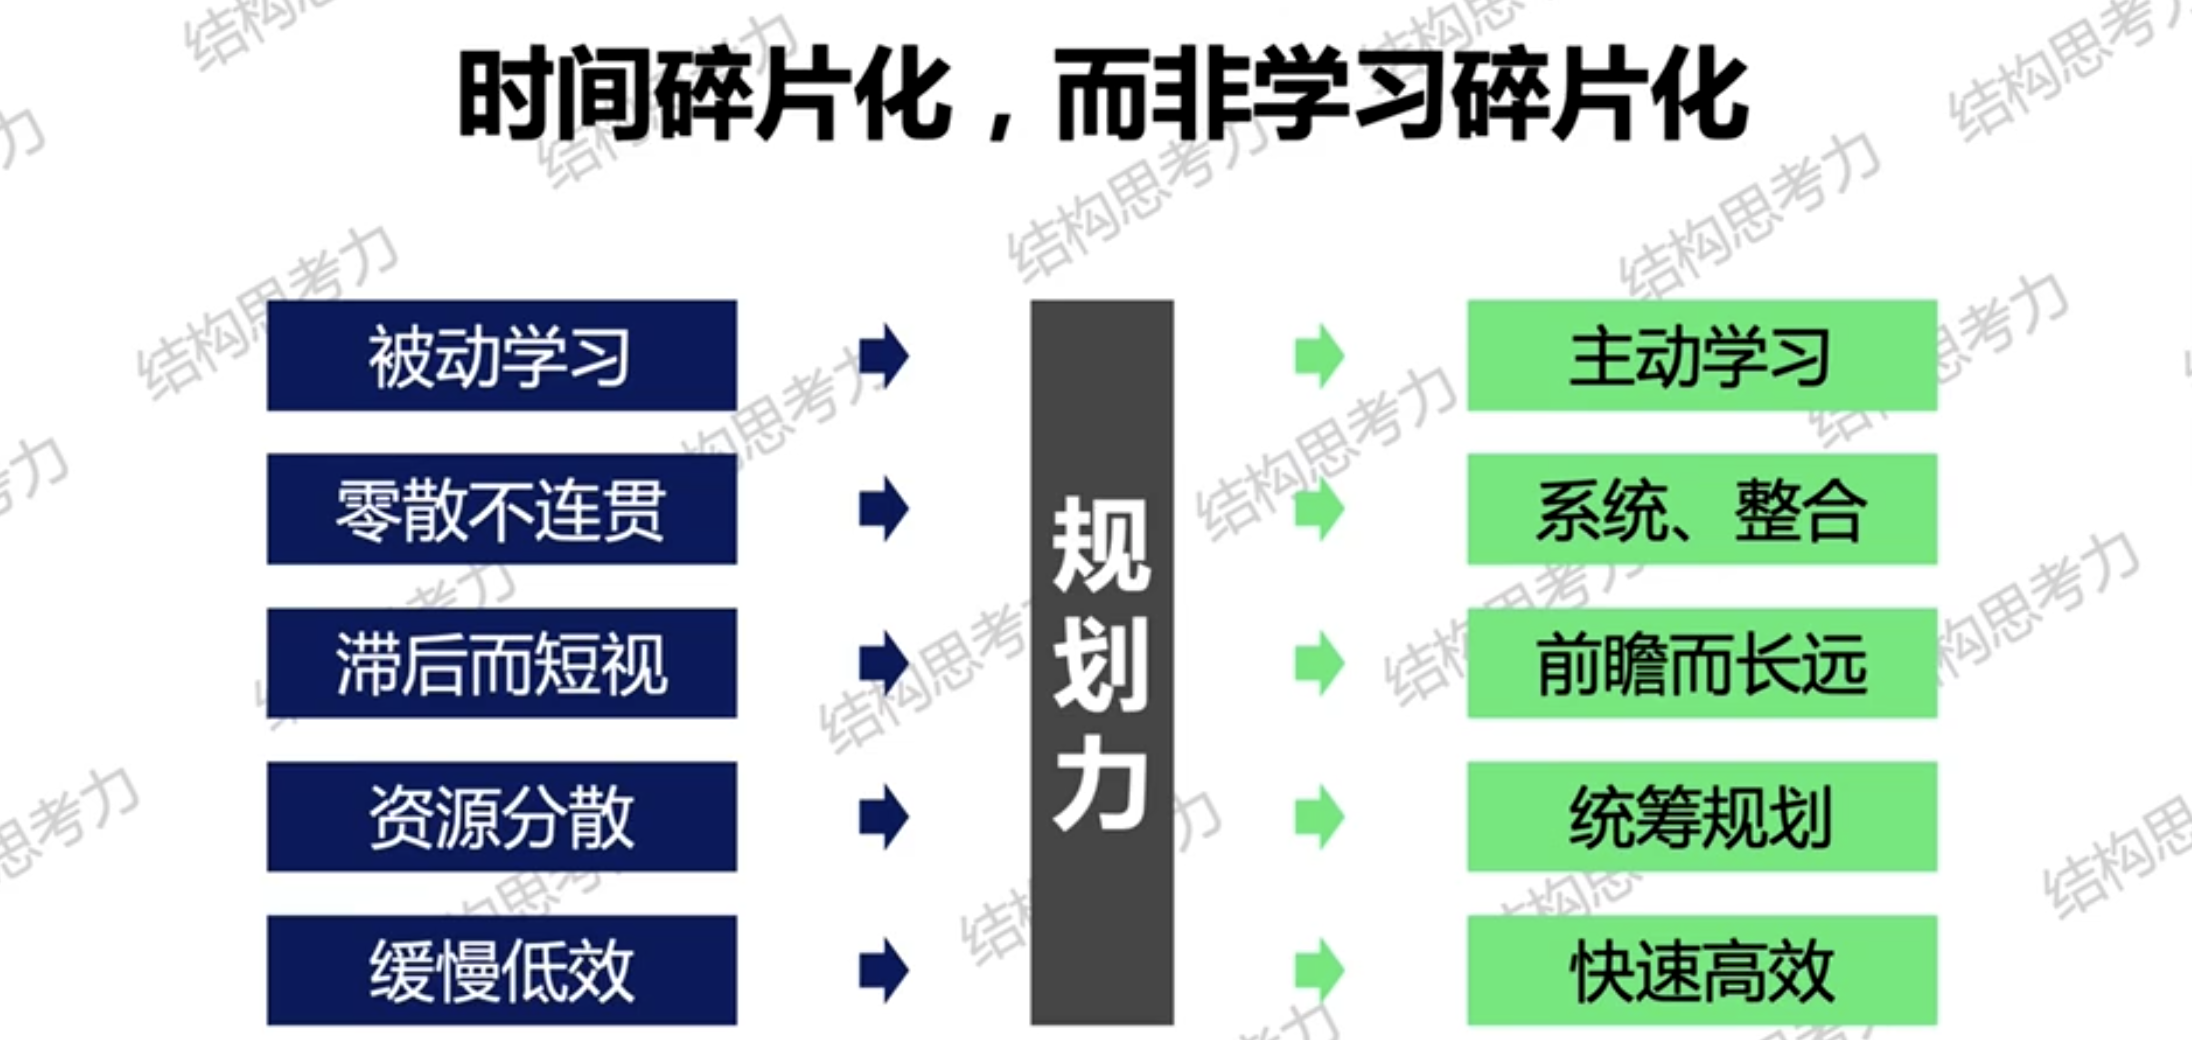 时间碎片化，而非学习碎片化
被动学习
主动学习
零散不连贯
系统、整合
滞后而短视
规划力
前瞻而长远
资源分散
统筹规划
缓慢低效
快速高效
结构思考力